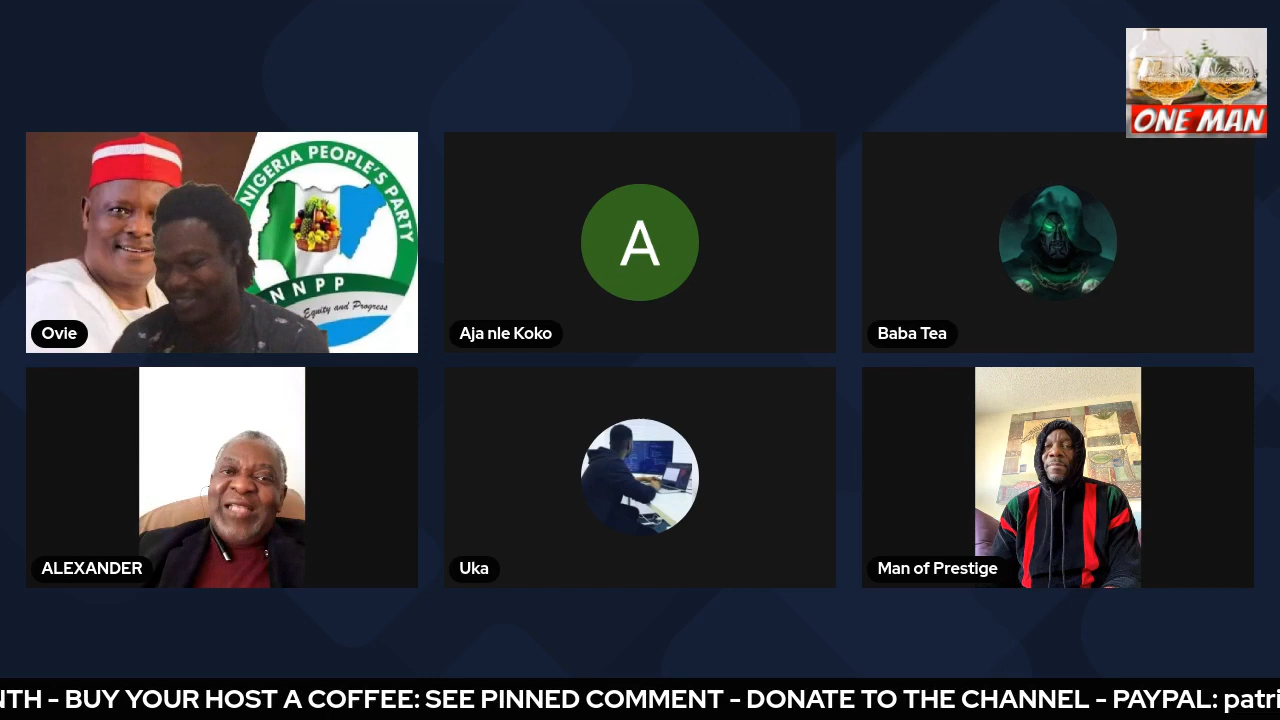 ONE MAN
NIGERIA PEOPLE'S PARTY
NNPP
Equity and Progress
Ovie
A
Aja nle Koko
Baba Tea
ALEXANDER
Uka
Man of Prestige
NTH - BUY YOUR HOST A COFFEE: SEE PINNED COMMENT - DONATE TO THE CHANNEL - PAYPAL: patri